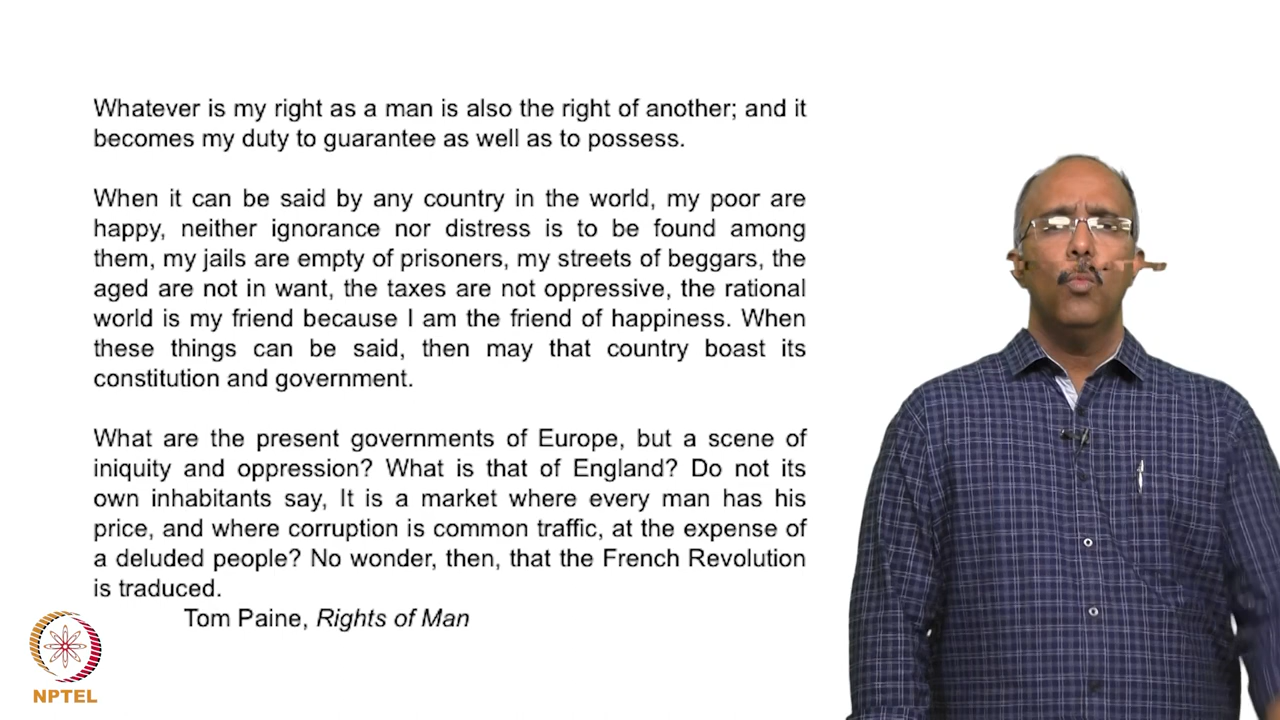 Whatever is my right as a man is also the right of another; and it
becomes my duty to guarantee as well as to possess.
When it can be said by any country in the world, my poor are
happy, neither ignorance nor distress is to be found among
them, my jails are empty of prisoners, my streets of beggars, the
aged are not in want, the taxes are not oppressive, the rational
world is my friend because I am the friend of happiness. When
these things can be said, then may that country boast its
constitution and government.
What are the present governments of Europe, but a scene of
iniquity and oppression? What is that of England? Do not its
own inhabitants say, It is a market where every man has his
price, and where corruption is common traffic, at the expense of
a deluded people? No wonder, then, that the French Revolution
is traduced.
Tom Paine, Rights of Man
NPTEL